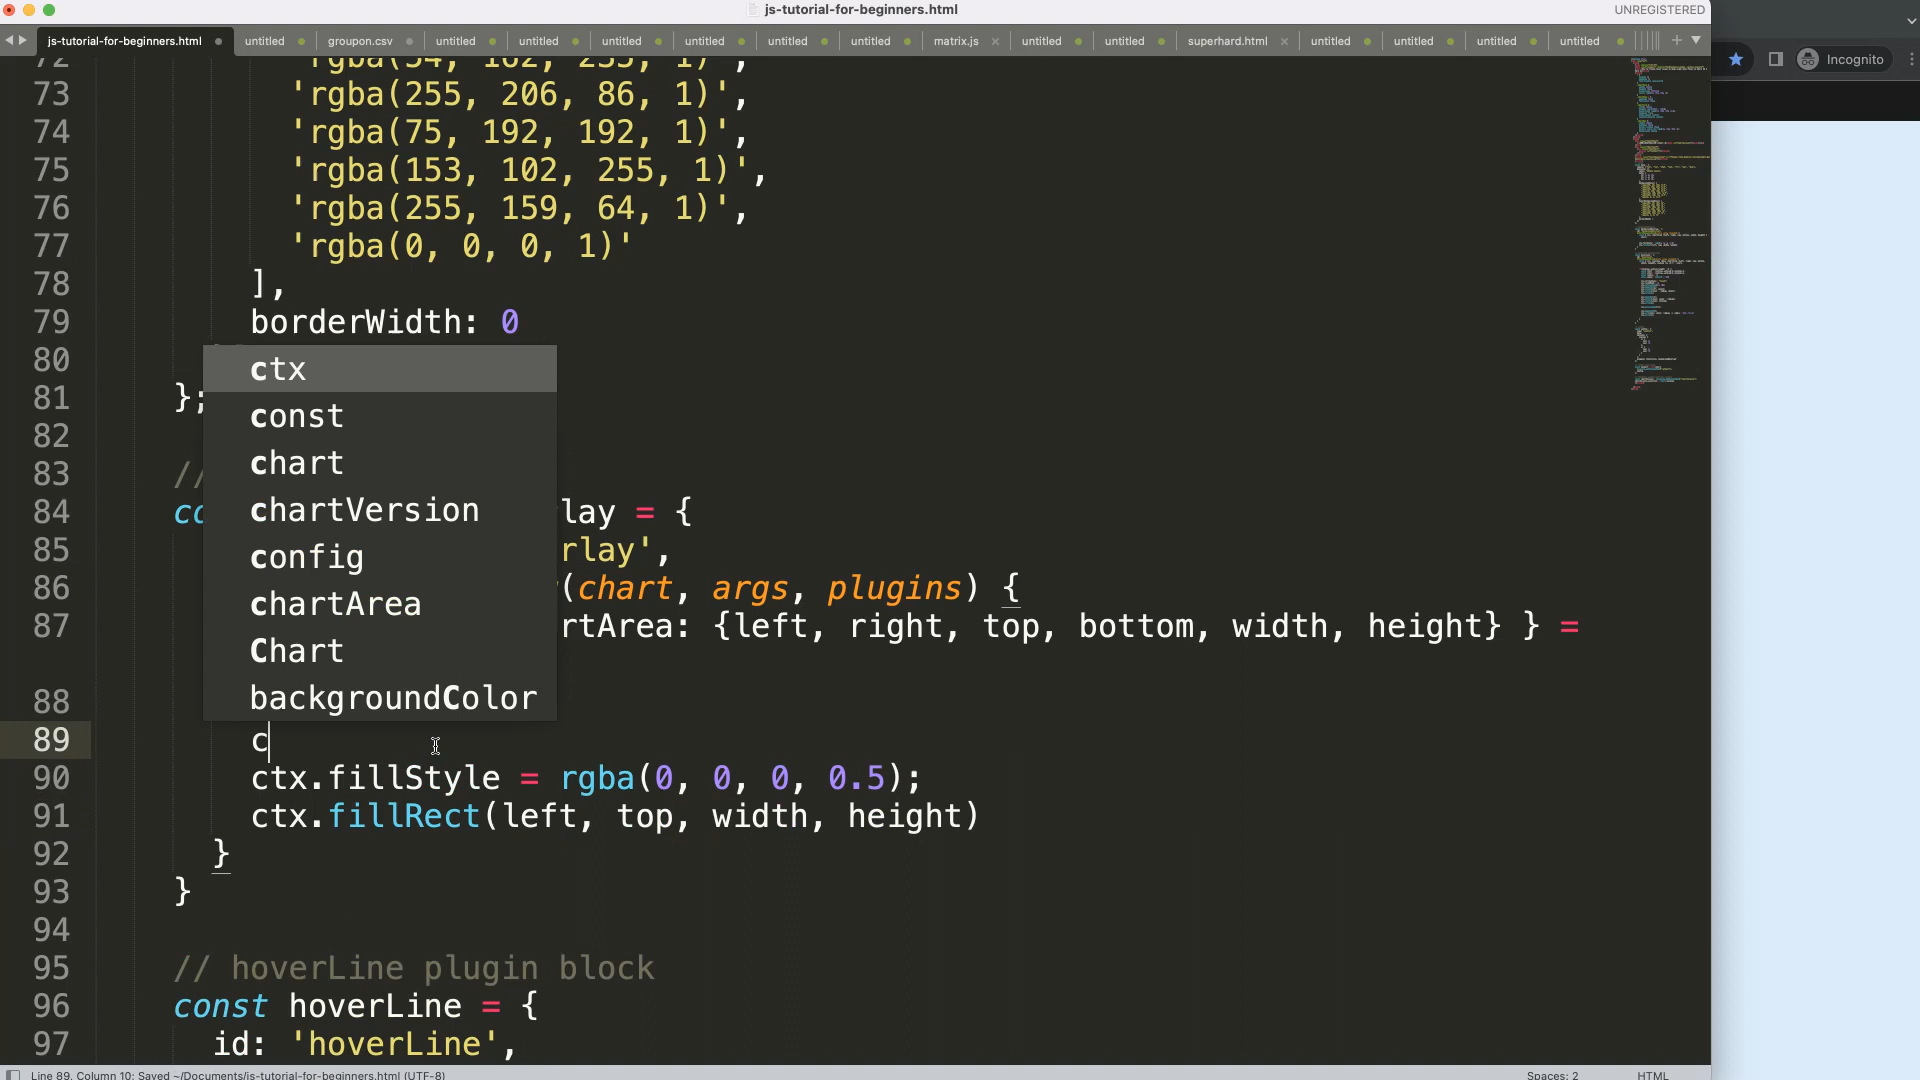 js-tutorial-for-beginners.html
UNREGISTERED
js-tutorial-for-beginners.html untitled groupon.csv untitled untitled untitled untitled untitled untitled matrix.js untitled untitled superhard.html untitled untitled untitled untitled
Incognito
72 'rgba(54, 162, 235, 1)',
73 'rgba(255, 206, 86, 1)',
74 'rgba(75, 192, 192, 1)',
75 'rgba(153, 102, 255, 1)',
76 'rgba(255, 159, 64, 1)',
77 'rgba(0, 0, 0, 1)'
78 ],
79 borderWidth: 0
80
81 };
82
83 //
84 co lay = {
85 rlay',
86 (chart, args, plugins) {
87 rtArea: {left, right, top, bottom, width, height} } =
88
89 c
90 ctx.fillStyle = rgba(0, 0, 0, 0.5);
91 ctx.fillRect(left, top, width, height)
92 }
93 }
94
95 // hoverLine plugin block
96 const hoverLine = {
97 id: 'hoverLine',
ctx
const
chart
chartVersion
config
chartArea
Chart
backgroundColor
Line 89, Column 10; Saved ~/Documents/js-tutorial-for-beginners.html (UTF-8)
Spaces: 2
HTML